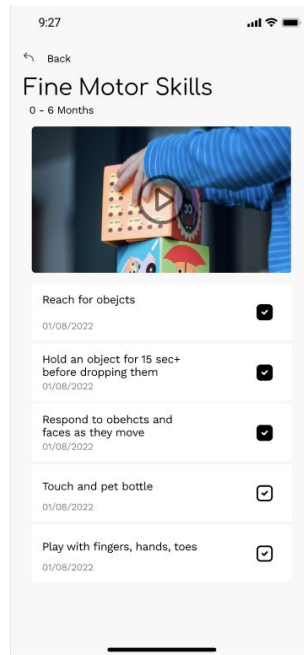 9:27
Back
Fine Motor Skills
0 - 6 Months
Reach for obejcts
01/08/2022
Hold an object for 15 sec+
before dropping them
01/08/2022
Respond to obehcts and
faces as they move
01/08/2022
Touch and pet bottle
01/08/2022
Play with fingers, hands, toes
01/08/2022